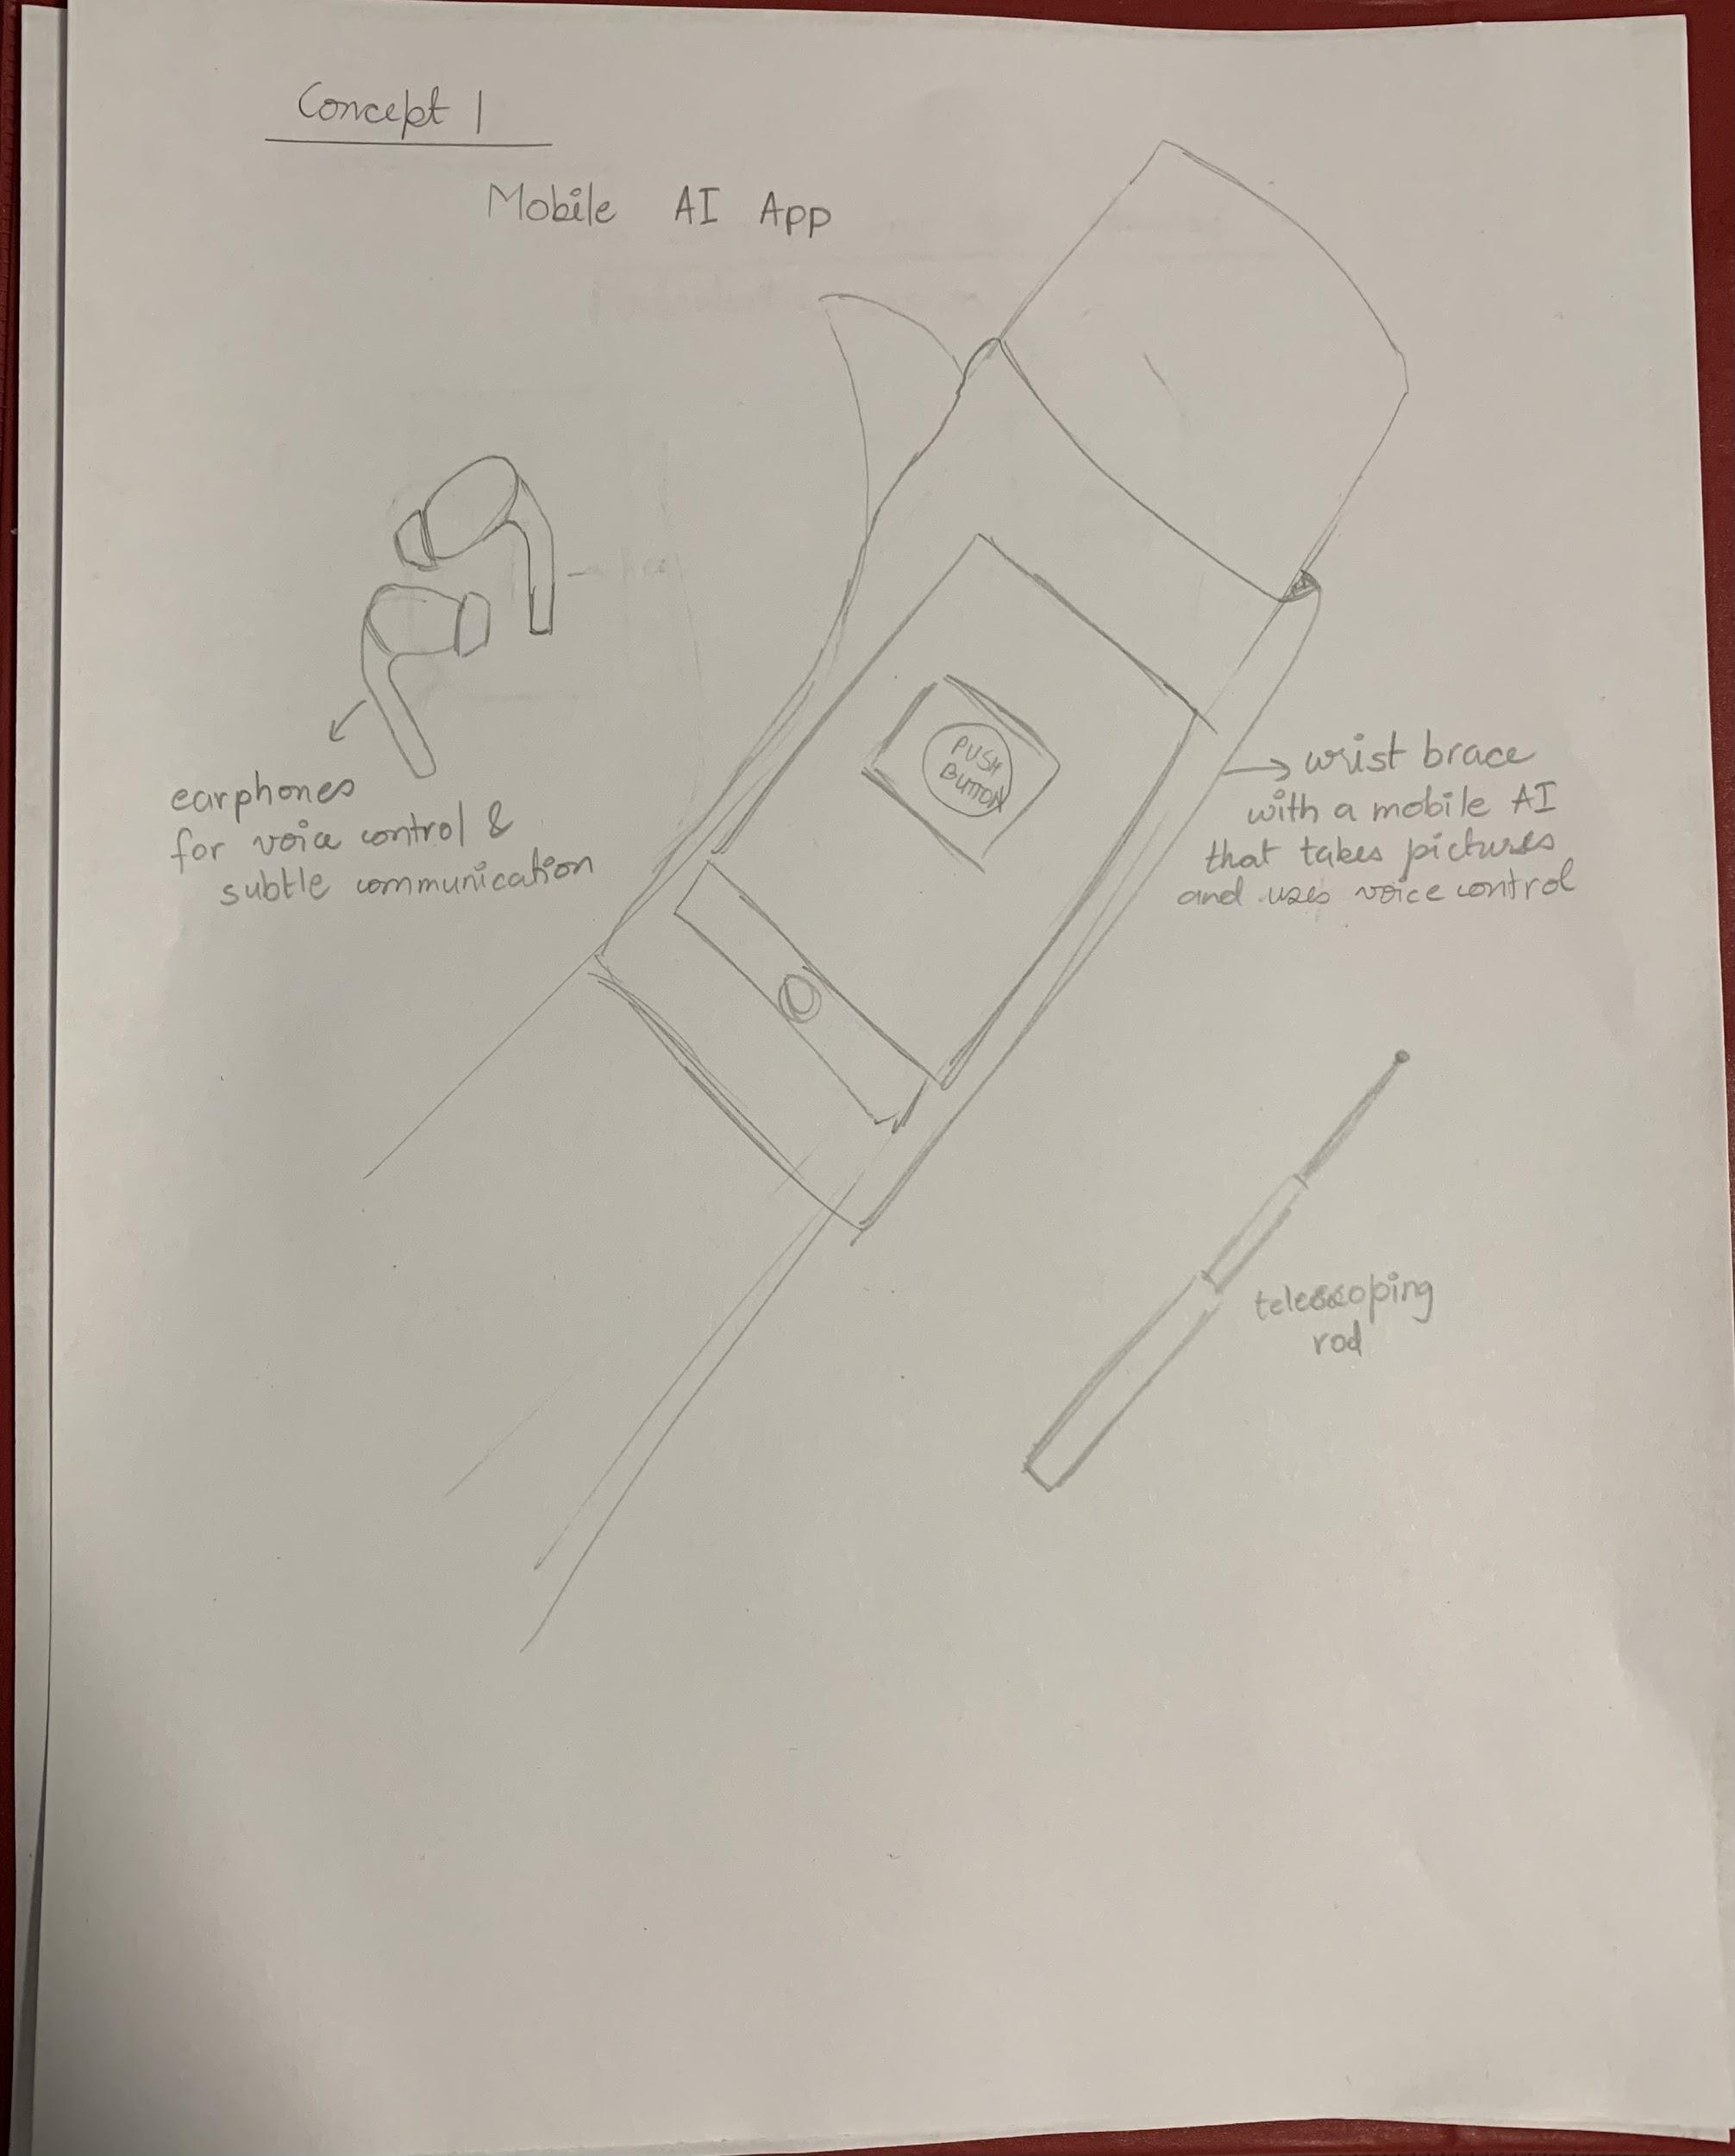 Concept 1
Mobile AI App
earphones
for voice control &
subtle communication
PUSH
BUTTON
wrist brace
with a mobile AI
that takes pictures
and uses voice control
telescoping
rod